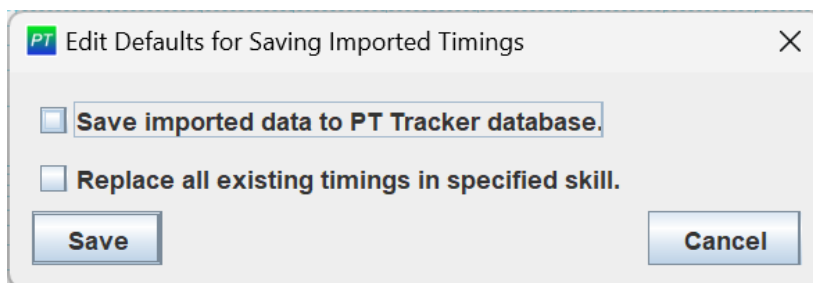 PT Edit Defaults for Saving Imported Timings
Save imported data to PT Tracker database.
Replace all existing timings in specified skill.
Save Cancel